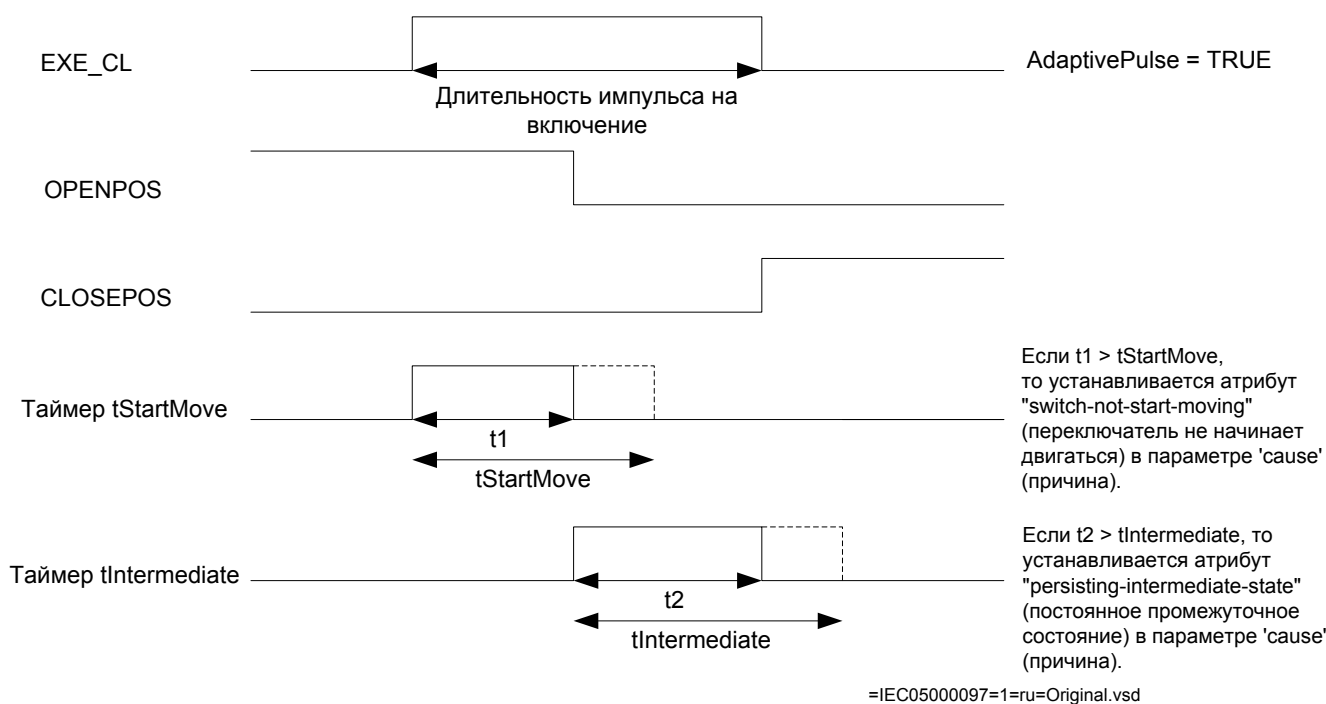 EXE_CL
AdaptivePulse = TRUE
Длительность импульса на
включение
OPENPOS
CLOSEPOS
Таймер tStartMove
t1
tStartMove
Если t1 > tStartMove,
то устанавливается атрибут
"switch-not-start-moving"
(переключатель не начинает
двигаться) в параметре 'cause'
(причина).
Таймер tIntermediate
t2
tIntermediate
Если t2 > tIntermediate, то
устанавливается атрибут
"persisting-intermediate-state"
(постоянное промежуточное
состояние) в параметре 'cause'
(причина).
=IEC05000097=1=ru=Original.vsd